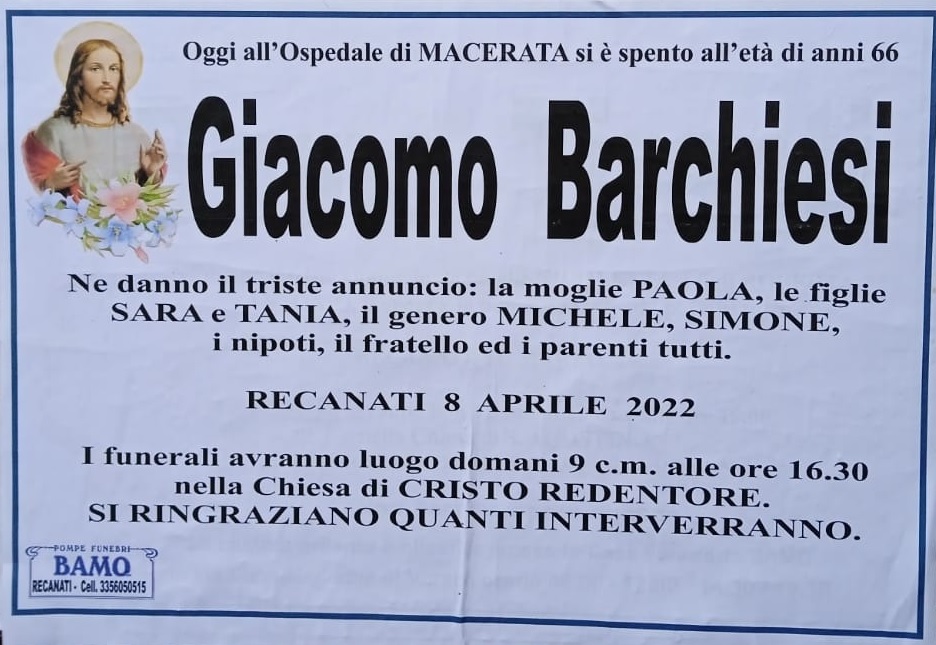 Oggi all'Ospedale di MACERATA si è spento all'età di anni 66
Giacomo Barchiesi
Ne danno il triste annuncio: la moglie PAOLA, le figlie
SARA e TANIA, il genero MICHELE, SIMONE,
i nipoti, il fratello ed i parenti tutti.
RECANATI 8 APRILE 2022
I funerali avranno luogo domani 9 c.m. alle ore 16.30
nella Chiesa di CRISTO REDENTORE.
SI RINGRAZIANO QUANTI INTERVERRANNO.
POMPE FUNEBRI
BAMO
RECANATI - Cell. 3356050515